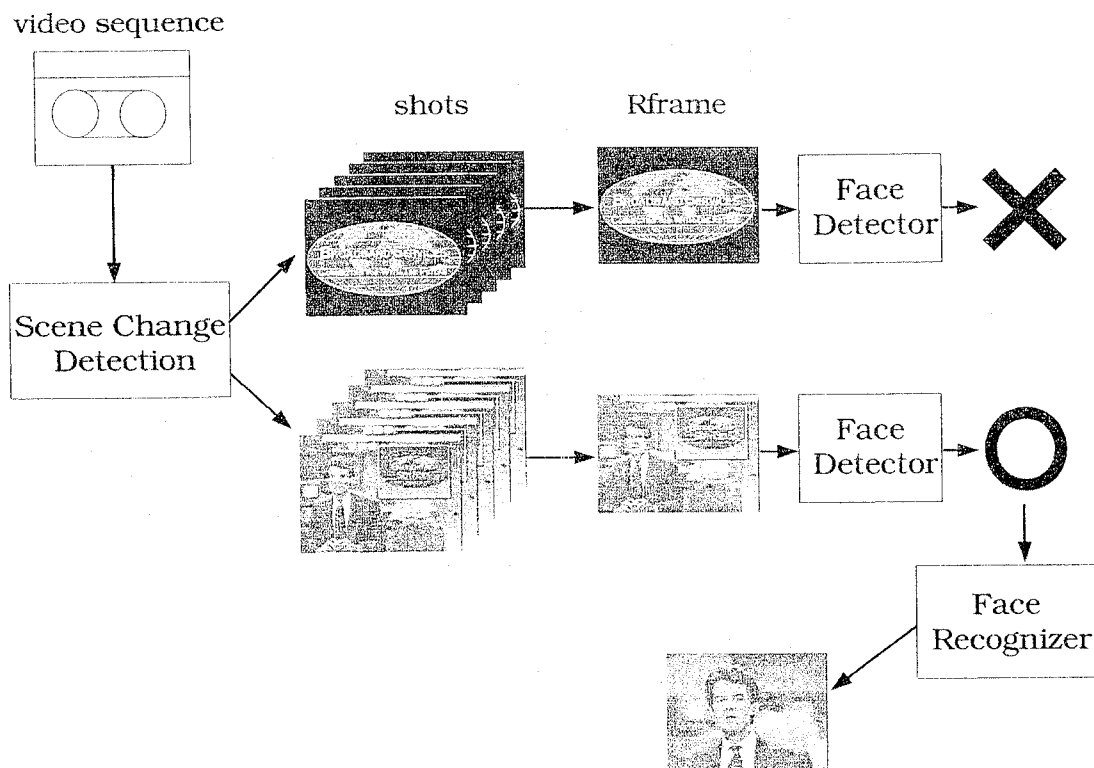 video sequence
shots
Rframe
Face
Detector
Scene Change
Detection
Face
Detector
Face
Recognizer